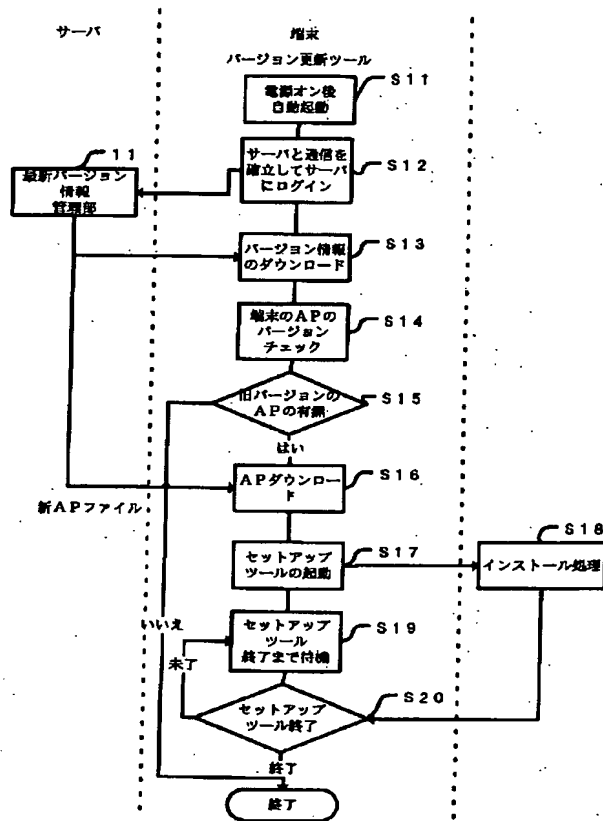 サーバ
端末
バージョン更新ツール
電源オン後
自動起動
S11
サーバと通信を
確立してサーバ
にログイン
S12
11
最新バージョン
情報
管理部
バージョン情報
のダウンロード
S13
端末のAPの
バージョン
チェック
S14
旧バージョンの
APの有無
S15
はい
APダウンロー
ド
S16
新APファイル
セットアップ
ツールの起動
S17
S18
インストール処理
いいえ
セットアップ
ツール
終了まで待機
S19
未了
セットアップ
ツール終了
S20
終了
終了